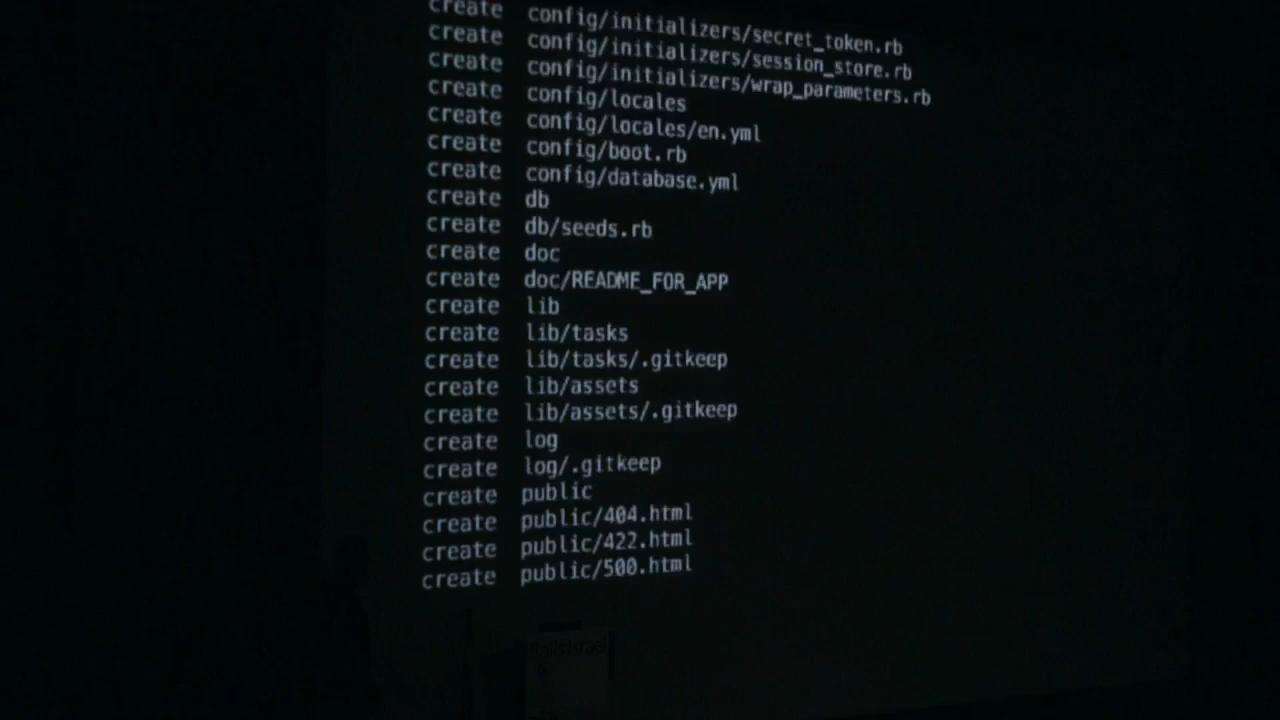 create config/initializers/secret_token.rb
create config/initializers/session_store.rb
create config/initializers/wrap_parameters.rb
create config/locales
create config/locales/en.yml
create config/boot.rb
create config/database.yml
create db
create db/seeds.rb
create doc
create doc/README_FOR_APP
create lib
create lib/tasks
create lib/tasks/.gitkeep
create lib/assets
create lib/assets/.gitkeep
create log
create log/.gitkeep
create public
create public/404.html
create public/422.html
create public/500.html